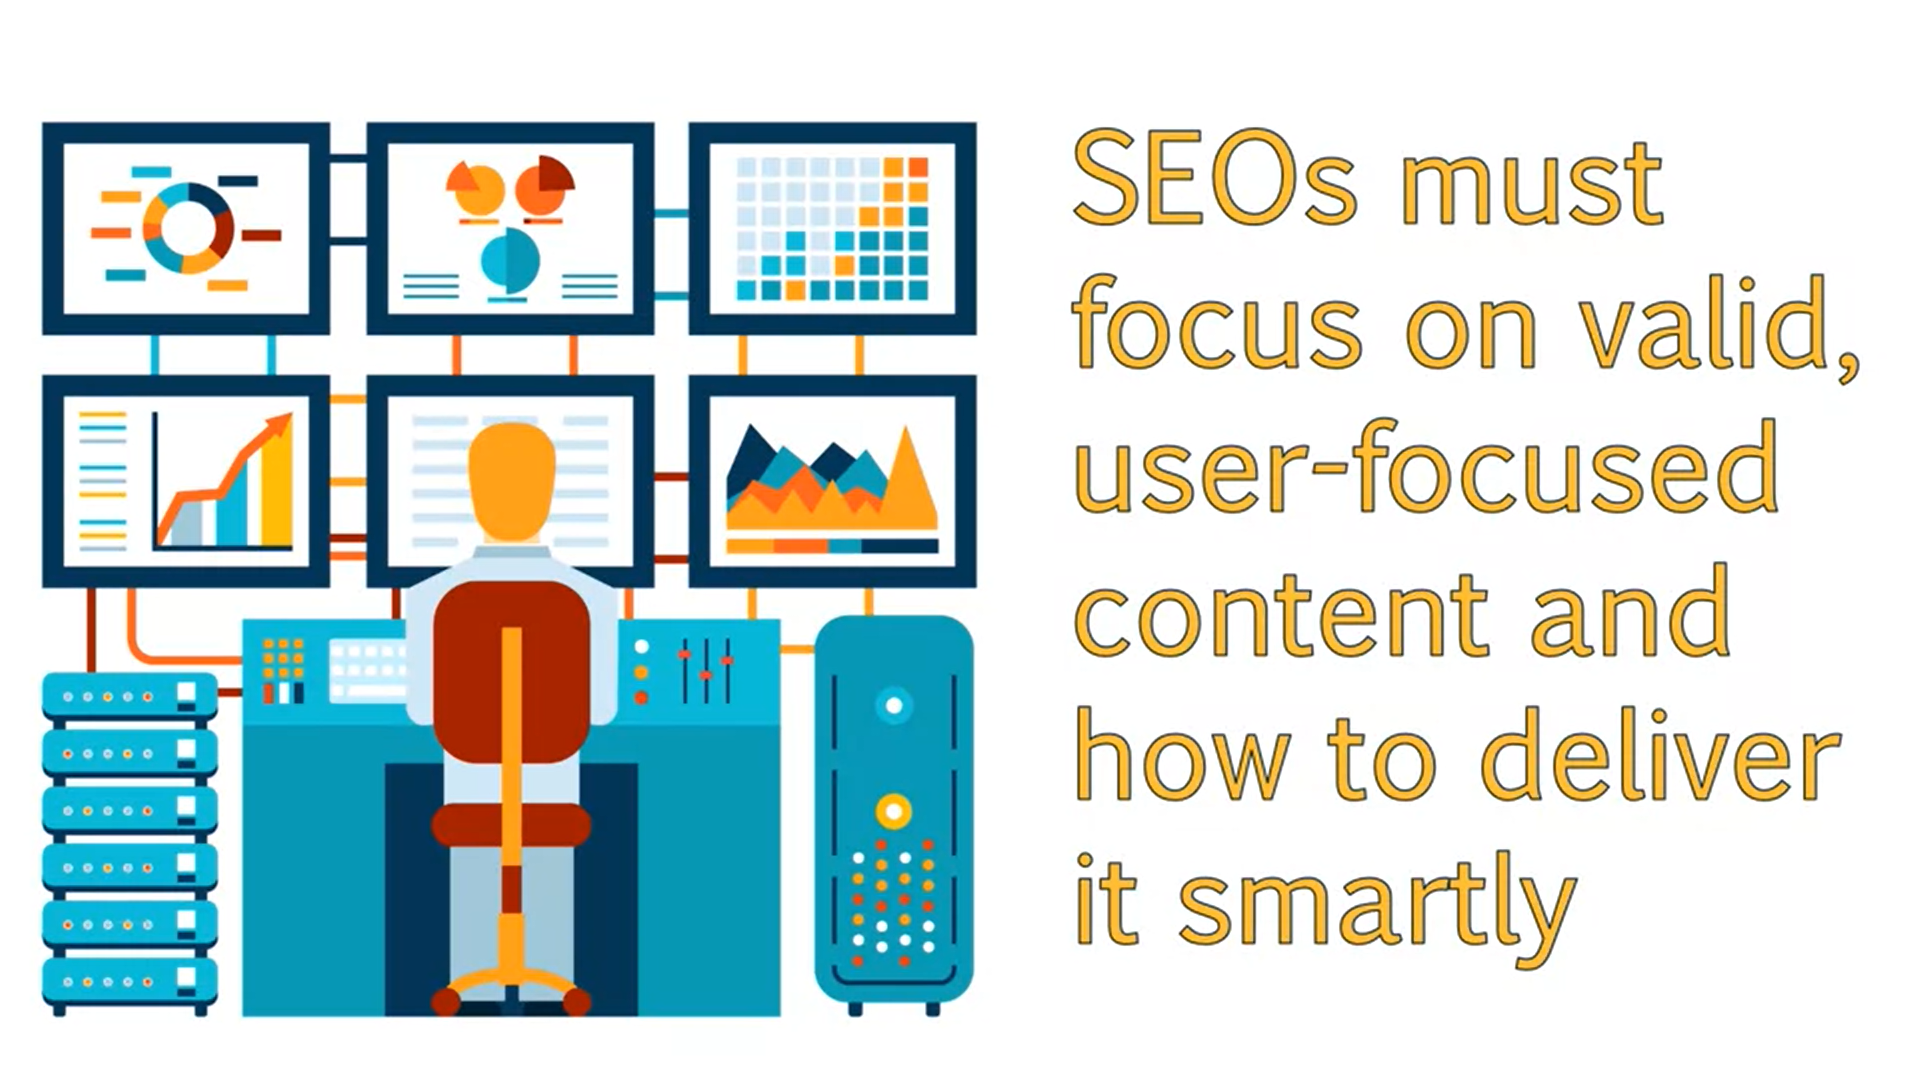 SEOs must
focus on valid,
user-focused
content and
how to deliver
it smartly